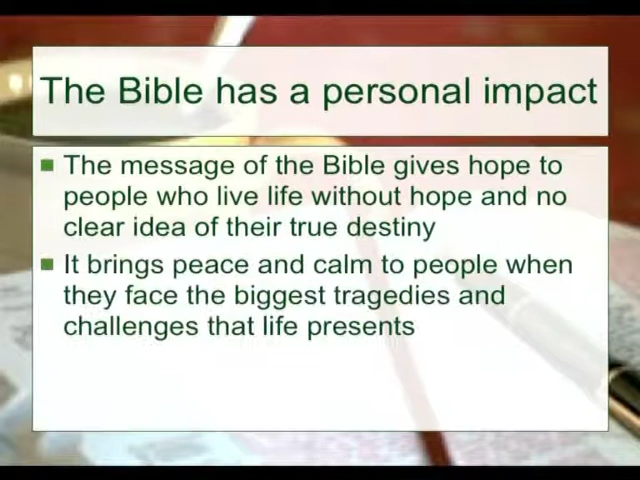 The Bible has a personal impact
The message of the Bible gives hope to
people who live life without hope and no
clear idea of their true destiny
It brings peace and calm to people when
they face the biggest tragedies and
challenges that life presents